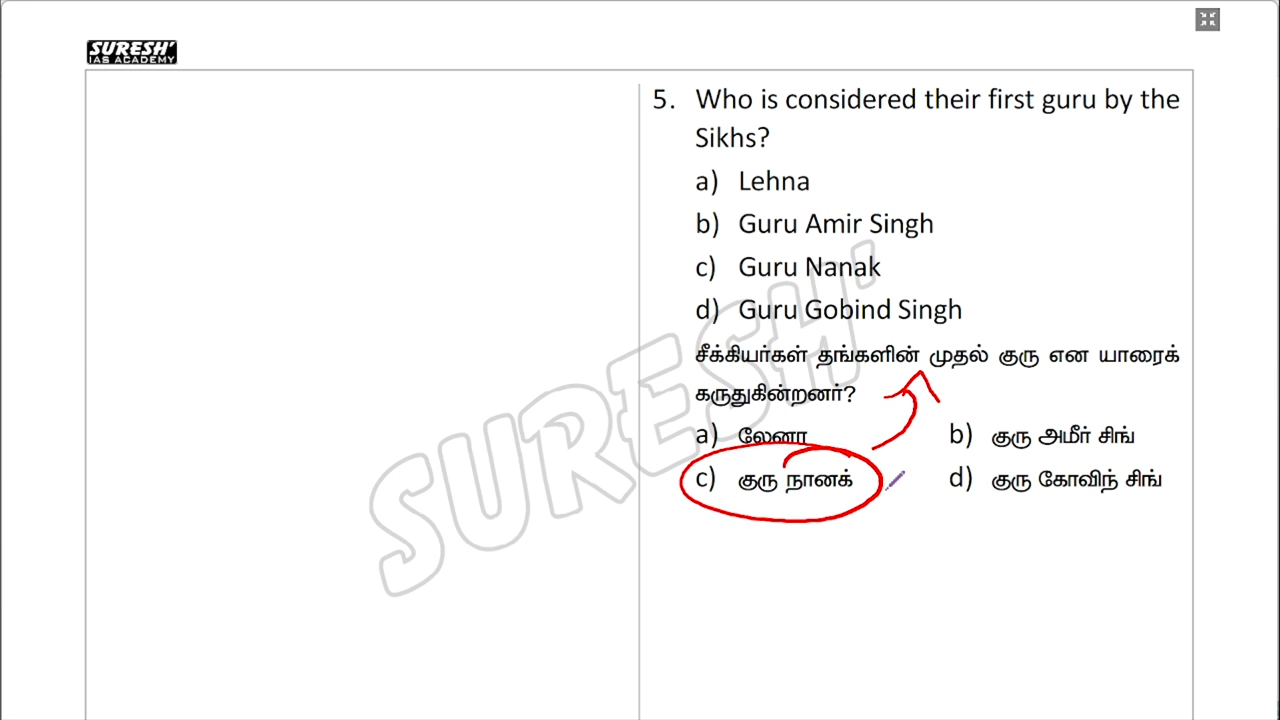 SURESH'
IAS ACADEMY
5. Who is considered their first guru by the
Sikhs?
a) Lehna
b) Guru Amir Singh
c) Guru Nanak
d) Guru Gobind Singh
சீக்கியர்கள் தங்களின் முதல் குரு என யாரைக்
கருதுகின்றனர்?
a) லேனா b) குரு அமீர் சிங்
c) குரு நானக் d) குரு கோவிந் சிங்
SURESH'